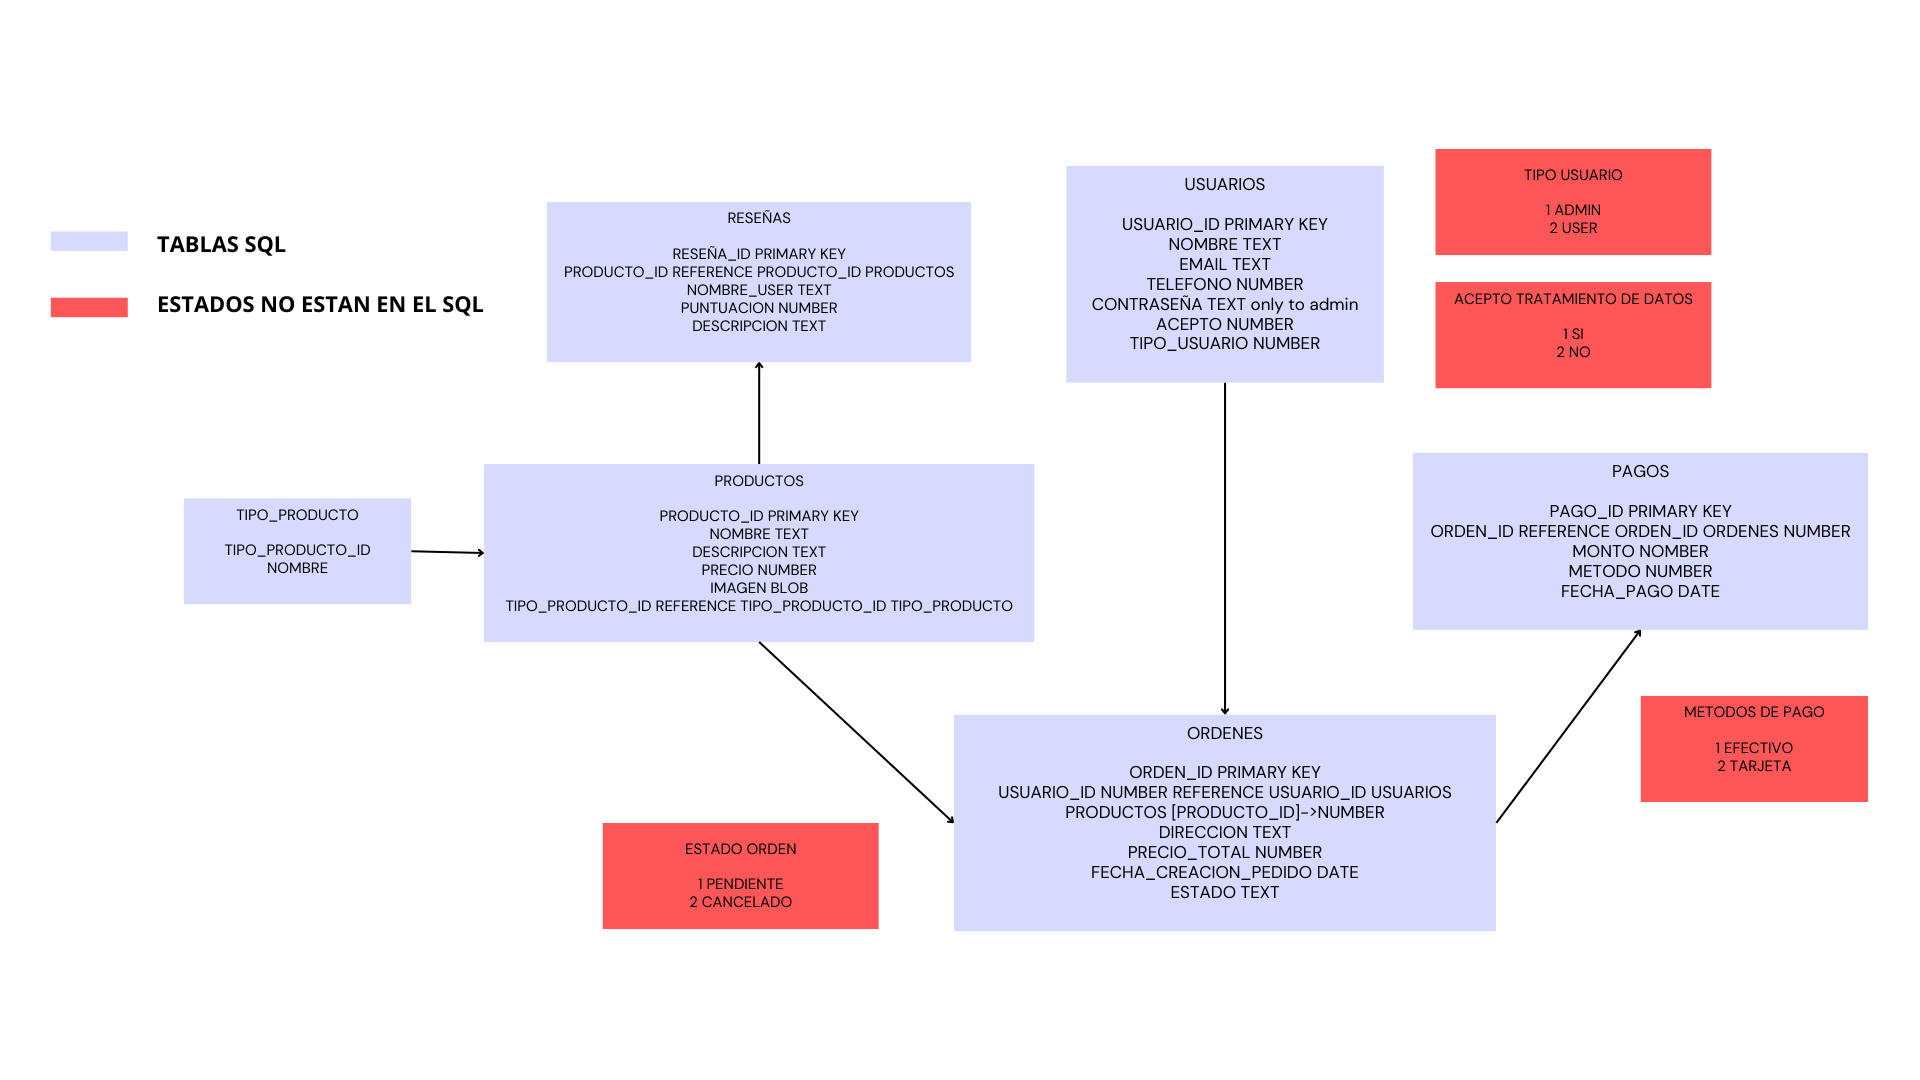 TABLAS SQL
ESTADOS NO ESTAN EN EL SQL
RESEÑAS
RESEÑA_ID PRIMARY KEY
PRODUCTO_ID REFERENCE PRODUCTO_ID PRODUCTOS
NOMBRE_USER TEXT
PUNTUACION NUMBER
DESCRIPCION TEXT
USUARIOS
USUARIO_ID PRIMARY KEY
NOMBRE TEXT
EMAIL TEXT
TELEFONO NUMBER
CONTRASEÑA TEXT only to admin
ACEPTO NUMBER
TIPO_USUARIO NUMBER
TIPO USUARIO
1 ADMIN
2 USER
ACEPTO TRATAMIENTO DE DATOS
1 SI
2 NO
TIPO_PRODUCTO
TIPO_PRODUCTO_ID
NOMBRE
PRODUCTOS
PRODUCTO_ID PRIMARY KEY
NOMBRE TEXT
DESCRIPCION TEXT
PRECIO NUMBER
IMAGEN BLOB
TIPO_PRODUCTO_ID REFERENCE TIPO_PRODUCTO_ID TIPO_PRODUCTO
PAGOS
PAGO_ID PRIMARY KEY
ORDEN_ID REFERENCE ORDEN_ID ORDENES NUMBER
MONTO NOMBER
METODO NUMBER
FECHA_PAGO DATE
METODOS DE PAGO
1 EFECTIVO
2 TARJETA
ORDENES
ORDEN_ID PRIMARY KEY
USUARIO_ID NUMBER REFERENCE USUARIO_ID USUARIOS
PRODUCTOS [PRODUCTO_ID]->NUMBER
DIRECCION TEXT
PRECIO_TOTAL NUMBER
FECHA_CREACION_PEDIDO DATE
ESTADO TEXT
ESTADO ORDEN
1 PENDIENTE
2 CANCELADO